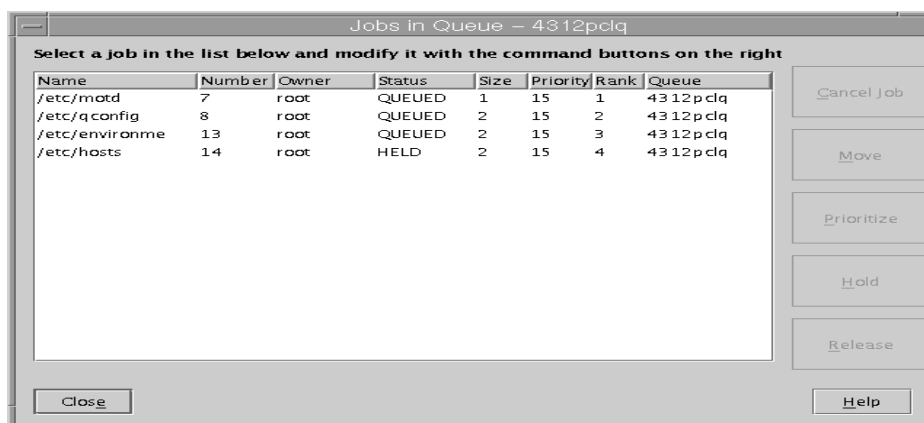 Jobs in Queue – 4312pclq
Select a job in the list below and modify it with the command buttons on the right
Name Number Owner Status Size Priority Rank Queue
/etc/motd 7 root QUEUED 1 15 1 4312pclq
/etc/qconfig 8 root QUEUED 2 15 2 4312pclq
/etc/environme 13 root QUEUED 2 15 3 4312pclq
/etc/hosts 14 root HELD 2 15 4 4312pclq
Cancel Job
Move
Prioritize
Hold
Release
Close
Help